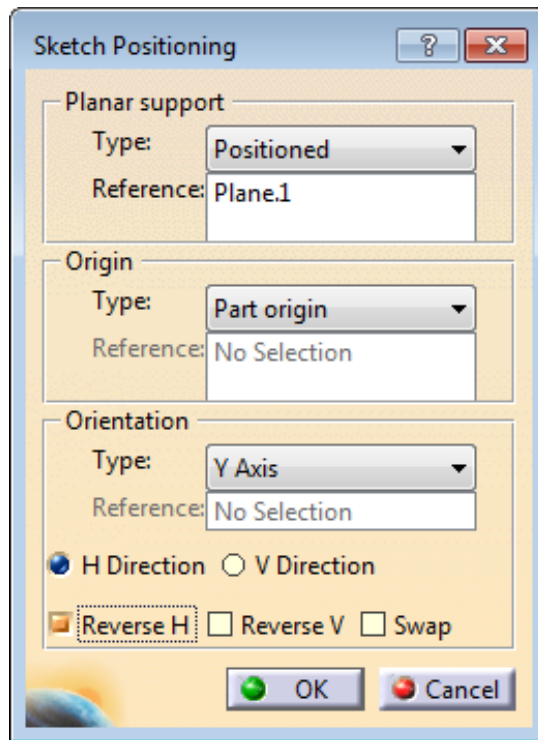 Sketch Positioning ?
Planar support
Type: Positioned
Reference: Plane.1
Origin
Type: Part origin
Reference: No Selection
Orientation
Type: Y Axis
Reference: No Selection
H Direction V Direction
Reverse H Reverse V Swap
OK Cancel